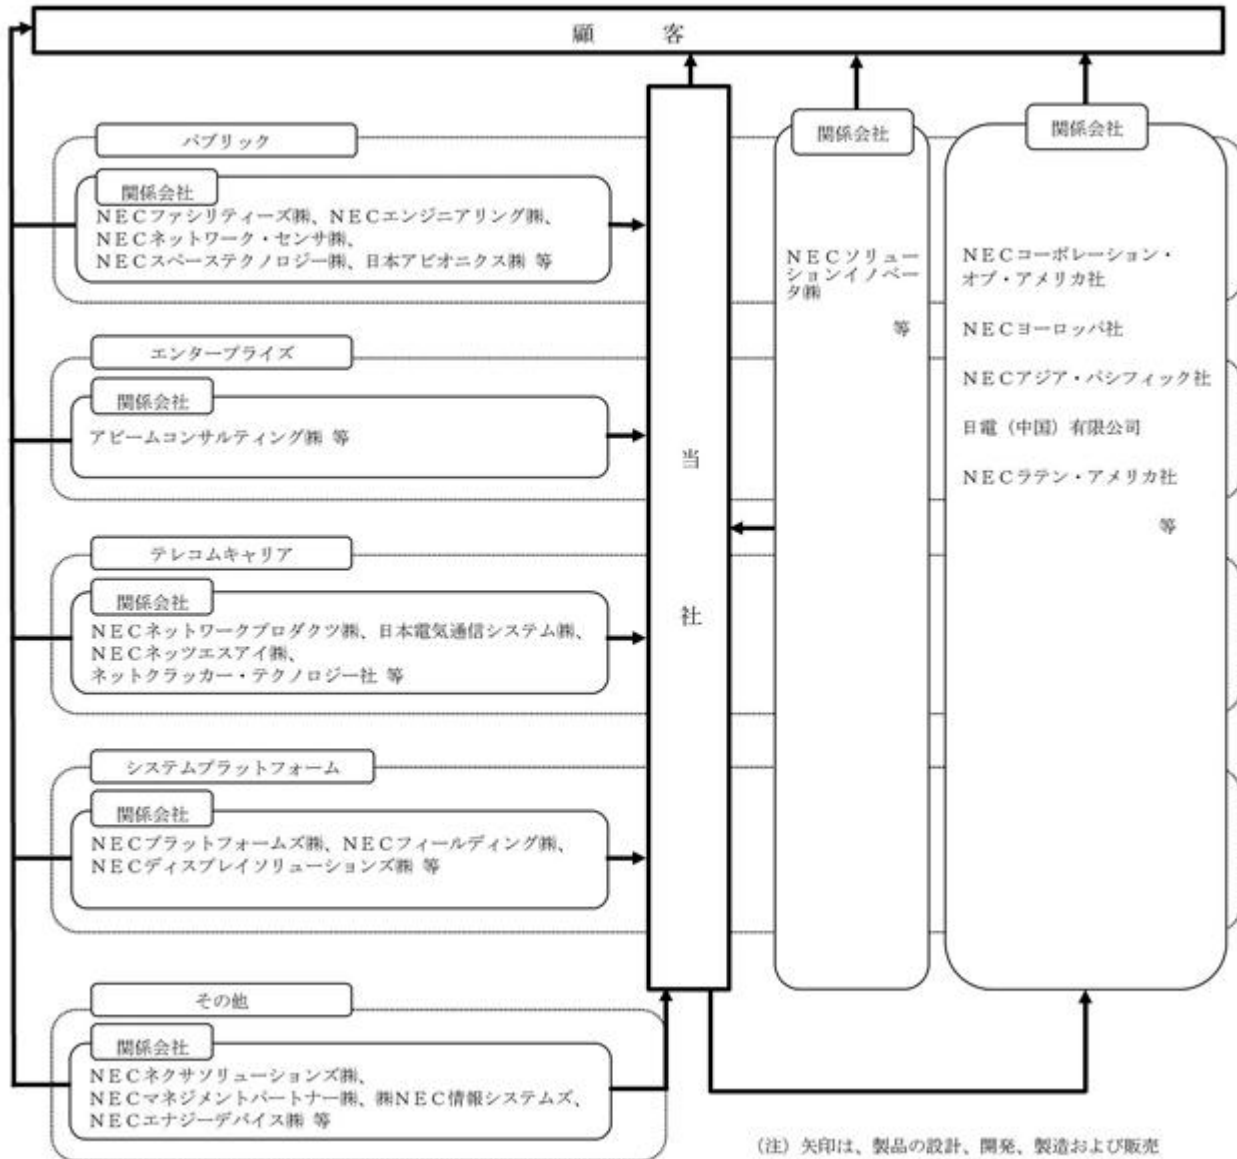 顧 客
パブリック
関係会社
NECファシリティーズ㈱、NECエンジニアリング㈱、
NECネットワーク・センサ㈱、
NECスペーステクノロジー㈱、日本アビオニクス㈱ 等
エンタープライズ
関係会社
アビームコンサルティング㈱ 等
テレコムキャリア
関係会社
NECネットワークプロダクツ㈱、日本電気通信システム㈱、
NECネッツエスアイ㈱、
ネットクラッカー・テクノロジー社 等
システムプラットフォーム
関係会社
NECプラットフォームズ㈱、NECフィールディング㈱、
NECディスプレイソリューションズ㈱ 等
その他
関係会社
NECネクサソリューションズ㈱、
NECマネジメントパートナー㈱、㈱NEC情報システムズ、
NECエナジーデバイス㈱ 等
当
社
関係会社
NECソリュー
ションイノベー
タ㈱
等
関係会社
NECコーポレーション・
オブ・アメリカ社
NECヨーロッパ社
NECアジア・パシフィック社
日電（中国）有限公司
NECラテン・アメリカ社
等
（注）矢印は、製品の設計、開発、製造および販売